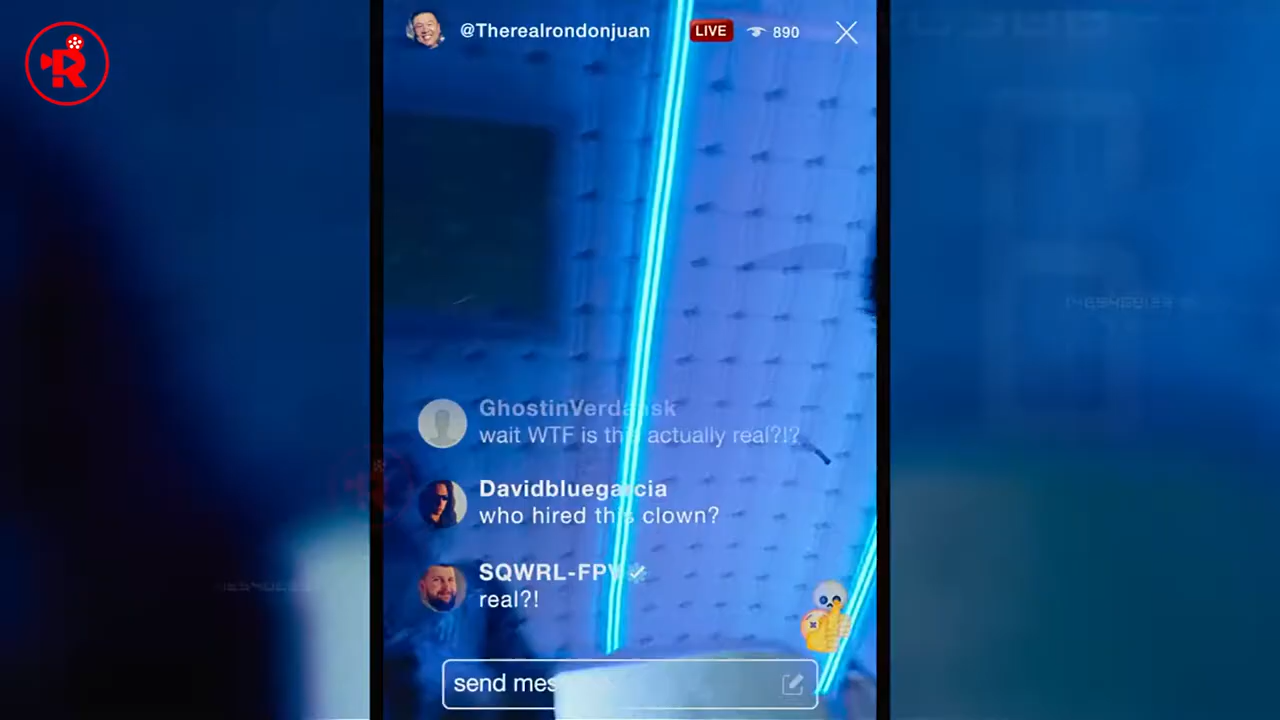 R
@Therealrondonjuan
LIVE
890
GhostinVerdansk
wait WTF is this actually real?!?
Davidbluegarcia
who hired this clown?
SQWRL-FPV
real?!
send mes